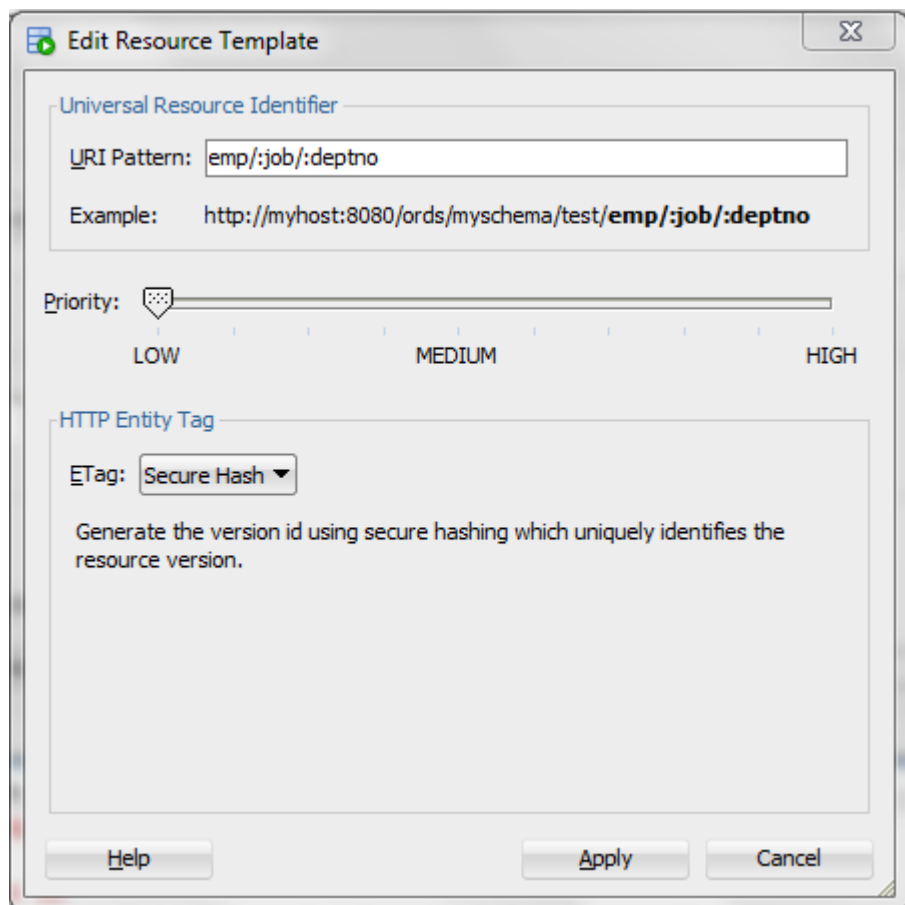 Edit Resource Template
Universal Resource Identifier
URI Pattern: emp/:job/:deptno
Example: http://myhost:8080/ords/myschema/test/emp/:job/:deptno
Priority:
LOW MEDIUM HIGH
HTTP Entity Tag
ETag: Secure Hash
Generate the version id using secure hashing which uniquely identifies the
resource version.
Help Apply Cancel